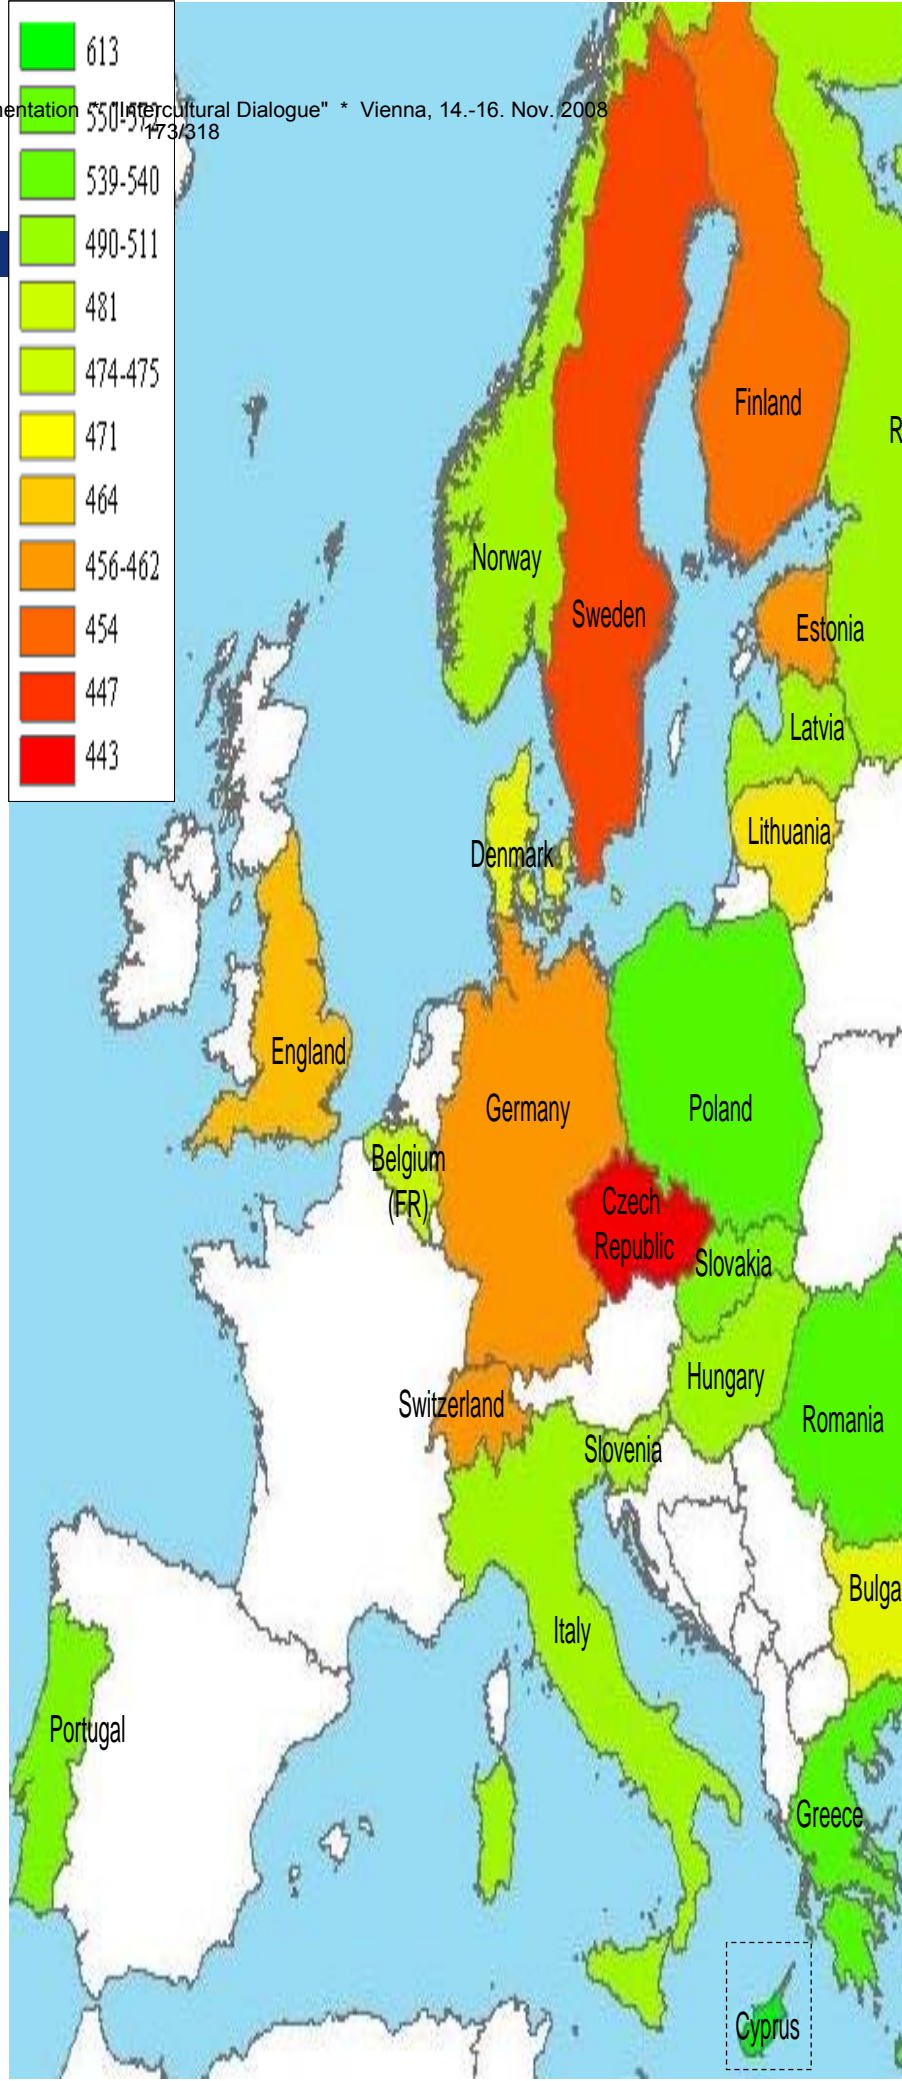 613
nentation * "Intercultural Dialogue" * Vienna, 14.-16. Nov. 2008
173/318
539-540
490-511
481
474-475
471
464
456-462
454
447
443
Finland
R
Norway
Sweden
Estonia
Latvia
Lithuania
Denmark
England
Germany
Poland
Belgium
(FR)
Czech
Republic
Slovakia
Hungary
Switzerland
Romania
Slovenia
Bulga
Italy
Portugal
Greece
Cyprus